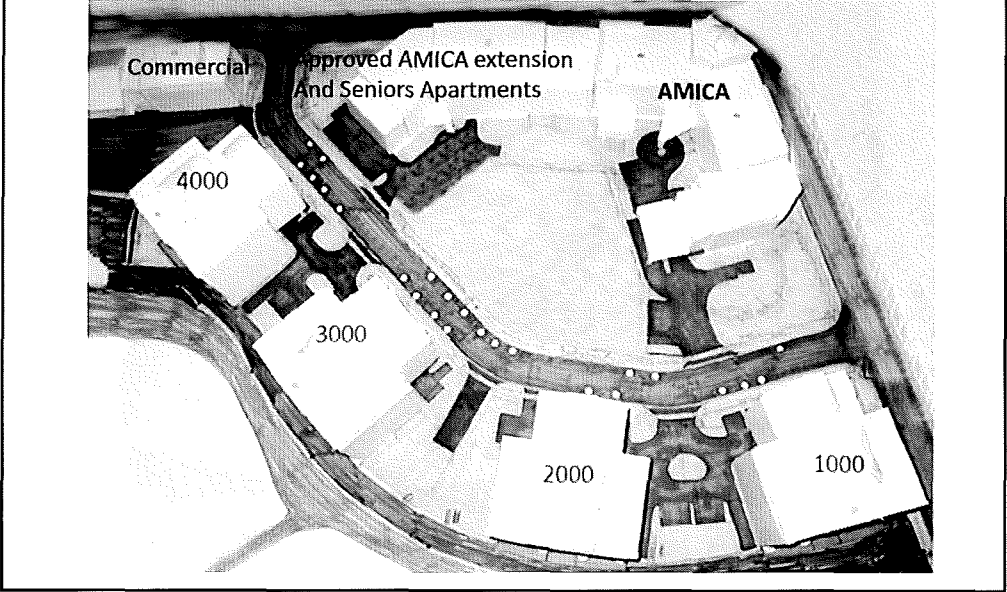 Commercial
Approved AMICA extension
And Seniors Apartments
AMICA
4000
3000
2000
1000